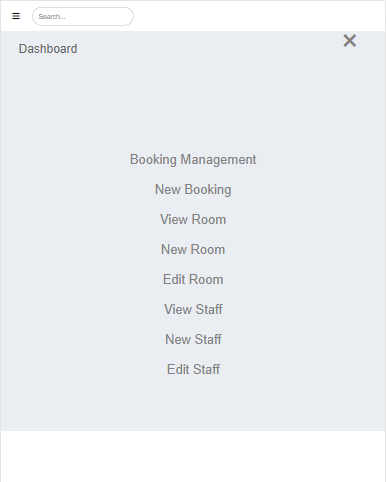 Search...
Dashboard
Booking Management
New Booking
View Room
New Room
Edit Room
View Staff
New Staff
Edit Staff